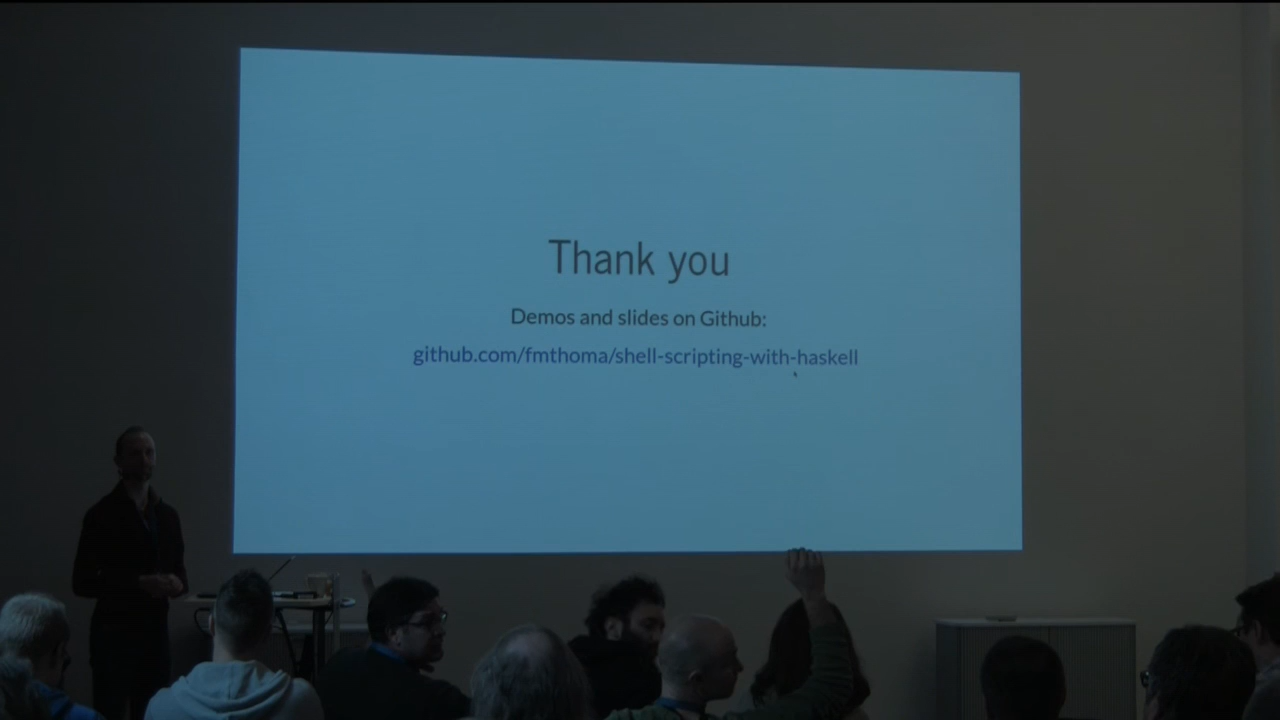 Thank you
Demos and slides on Github:
github.com/fmthoma/shell-scripting-with-haskell